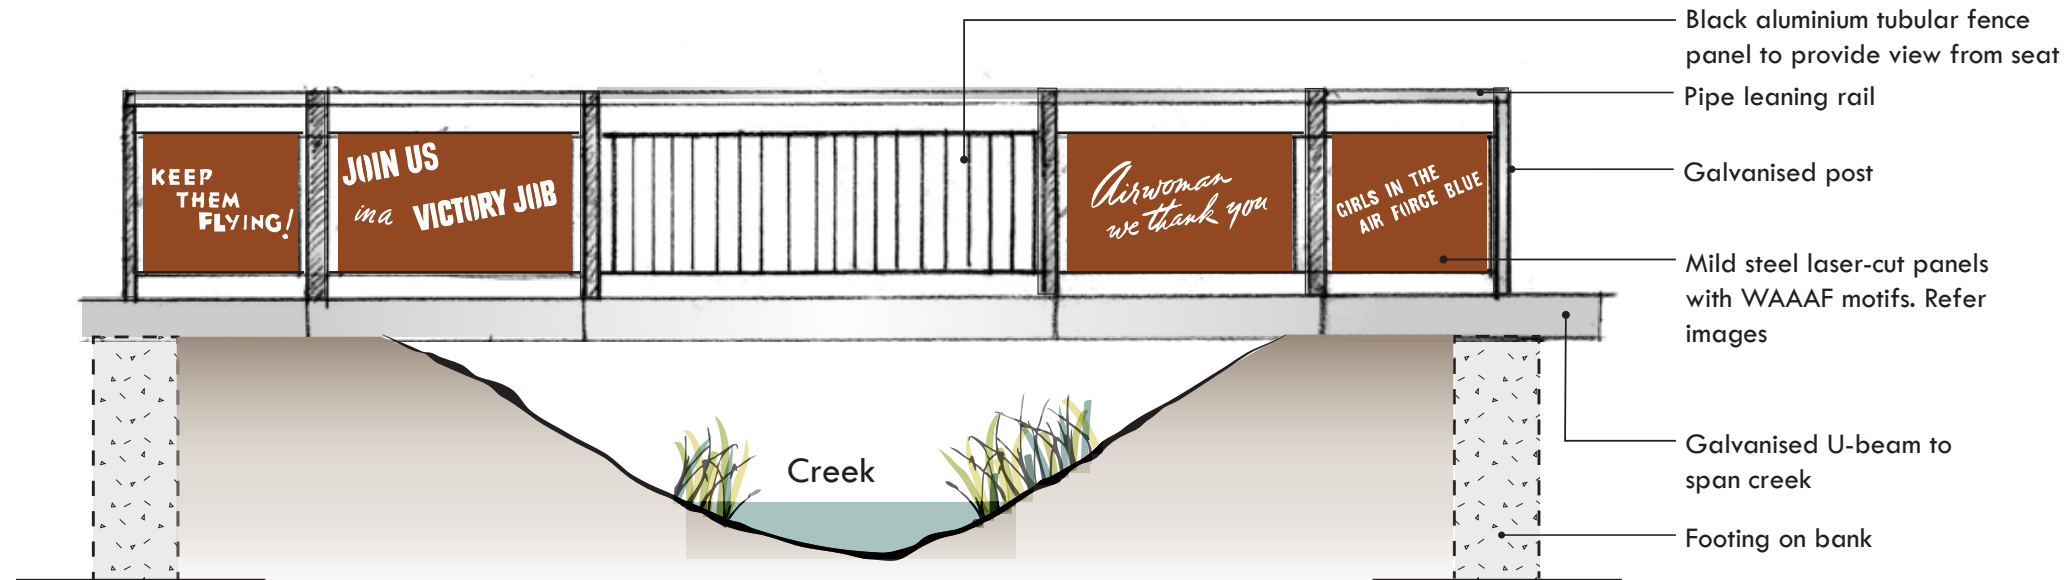 Black aluminium tubular fence
panel to provide view from seat
Pipe leaning rail
Galvanised post
Mild steel laser-cut panels
with WAAAF motifs. Refer
images
Galvanised U-beam to
span creek
Footing on bank
KEEP
THEM
FLYING!
JOIN US
in a VICTORY JOB
Airwoman
we thank you
GIRLS IN THE
AIR FORCE BLUE
Creek